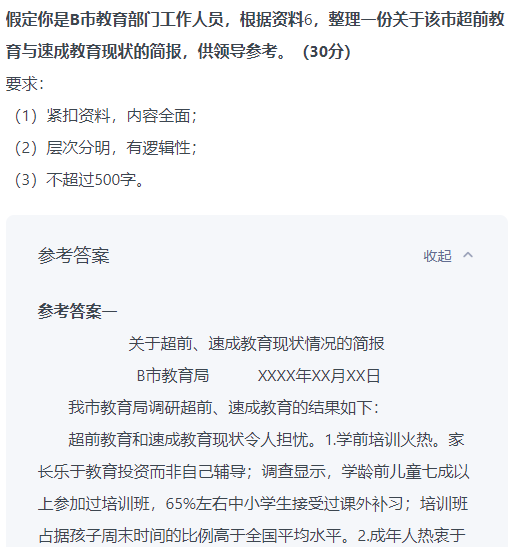 假定你是B市教育部门工作人员，根据资料6，整理一份关于该市超前教
育与速成教育现状的简报，供领导参考。（30分）
要求：
（1）紧扣资料，内容全面；
（2）层次分明，有逻辑性；
（3）不超过500字。
参考答案 收起
参考答案一
关于超前、速成教育现状情况的简报
B市教育局 XXXX年XX月XX日
我市教育局调研超前、速成教育的结果如下：
超前教育和速成教育现状令人担忧。1.学前培训火热。家
长乐于教育投资而非自己辅导；调查显示，学龄前儿童七成以
上参加过培训班，65%左右中小学生接受过课外补习；培训班
占据孩子周末时间的比例高于全国平均水平。2.成年人热衷于